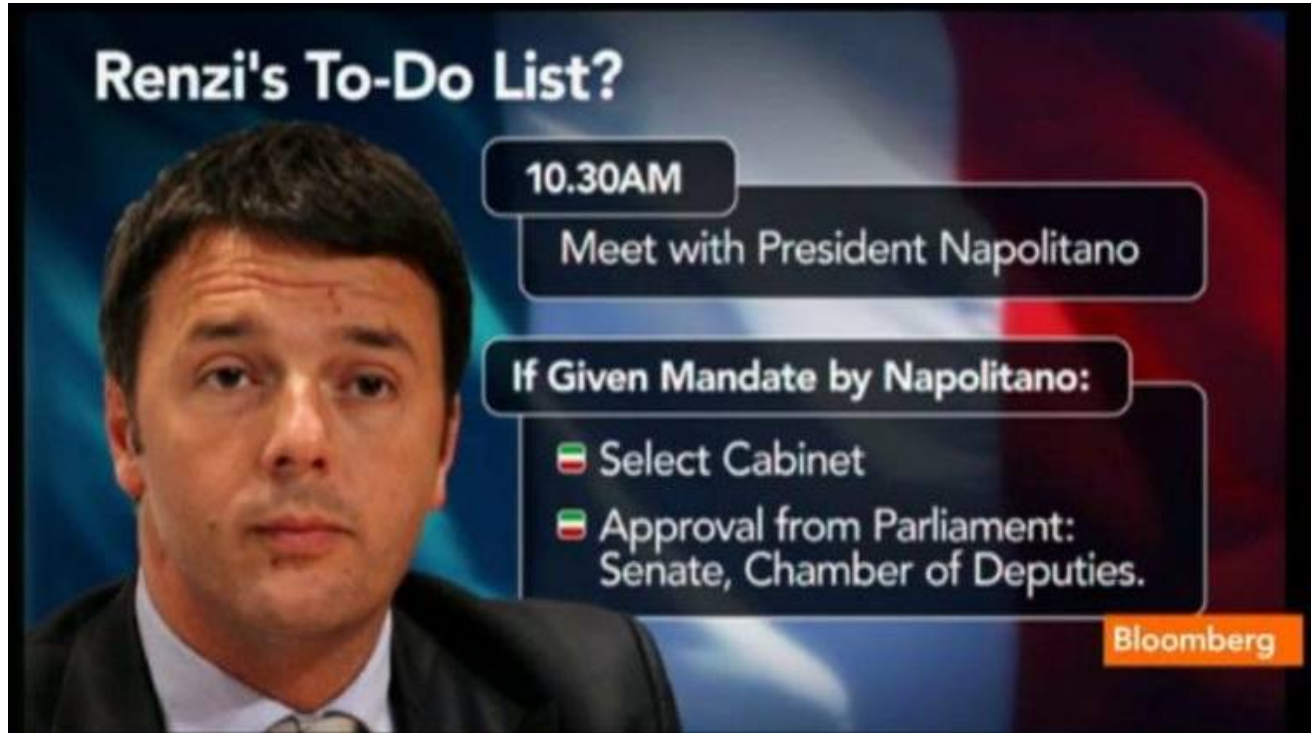 Renzi's To-Do List?
10.30AM
Meet with President Napolitano
If Given Mandate by Napolitano:
Select Cabinet
Approval from Parliament:
Senate, Chamber of Deputies.
Bloomberg